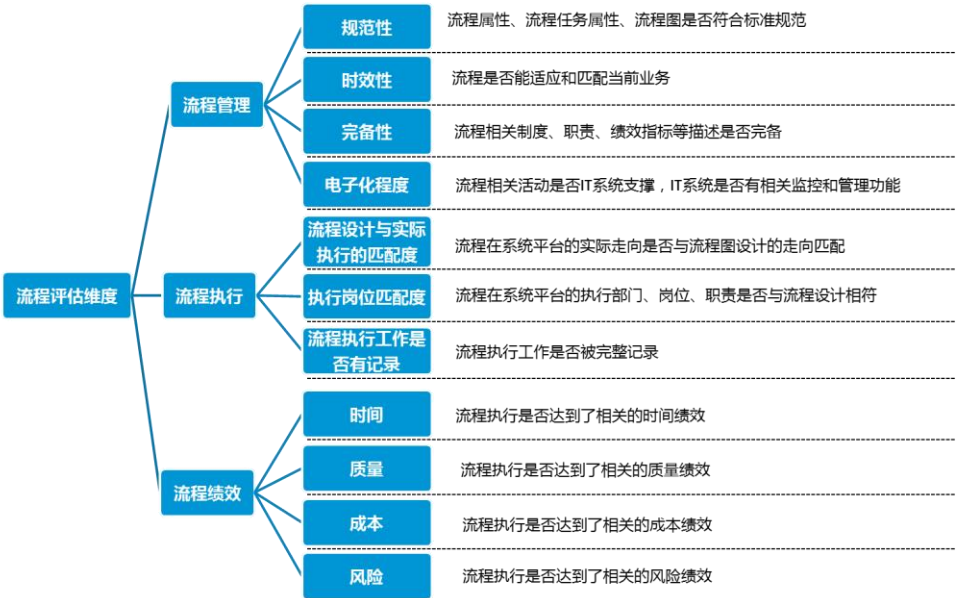 流程评估维度
流程管理
规范性
流程属性、流程任务属性、流程图是否符合标准规范
时效性
流程是否能适应和匹配当前业务
完备性
流程相关制度、职责、绩效指标等描述是否完备
电子化程度
流程相关活动是否IT系统支撑，IT系统是否有相关监控和管理功能
流程执行
流程设计与实际
执行的匹配度
流程在系统平台的实际走向是否与流程图设计的走向匹配
执行岗位匹配度
流程在系统平台的执行部门、岗位、职责是否与流程设计相符
流程执行工作是
否有记录
流程执行工作是否被完整记录
流程绩效
时间
流程执行是否达到了相关的时间绩效
质量
流程执行是否达到了相关的质量绩效
成本
流程执行是否达到了相关的成本绩效
风险
流程执行是否达到了相关的风险绩效